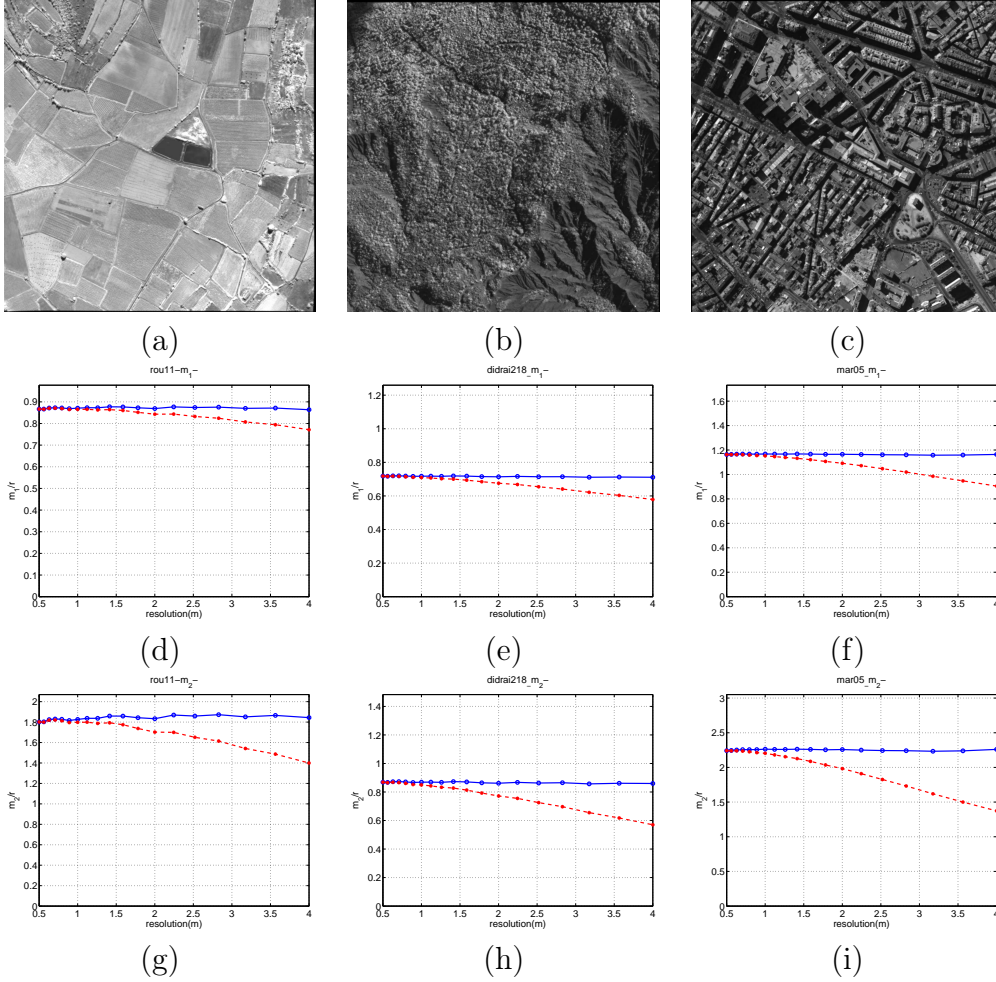 (a)
(b)
(c)
rou11−m1−
0.9
0.8
0.7
0.6
0.5
0.4
0.3
0.2
0.1
0
m1/r
0.5 1 1.5 2 2.5 3 3.5 4
resolution(m)
(d)
didrai218_m1−
1.2
1
0.8
0.6
0.4
0.2
0
m1/r
0.5 1 1.5 2 2.5 3 3.5 4
resolution(m)
(e)
mar05_m1−
1.6
1.4
1.2
1
0.8
0.6
0.4
0.2
0
m1/r
0.5 1 1.5 2 2.5 3 3.5 4
resolution(m)
(f)
rou11−m2−
2
1.8
1.6
1.4
1.2
1
0.8
0.6
0.4
0.2
0
m2/r
0.5 1 1.5 2 2.5 3 3.5 4
resolution(m)
(g)
didrai218_m2−
1.4
1.2
1
0.8
0.6
0.4
0.2
0
m2/r
0.5 1 1.5 2 2.5 3 3.5 4
resolution(m)
(h)
mar05_m2−
3
2.5
2
1.5
1
0.5
0
m2/r
0.5 1 1.5 2 2.5 3 3.5 4
resolution(m)
(i)